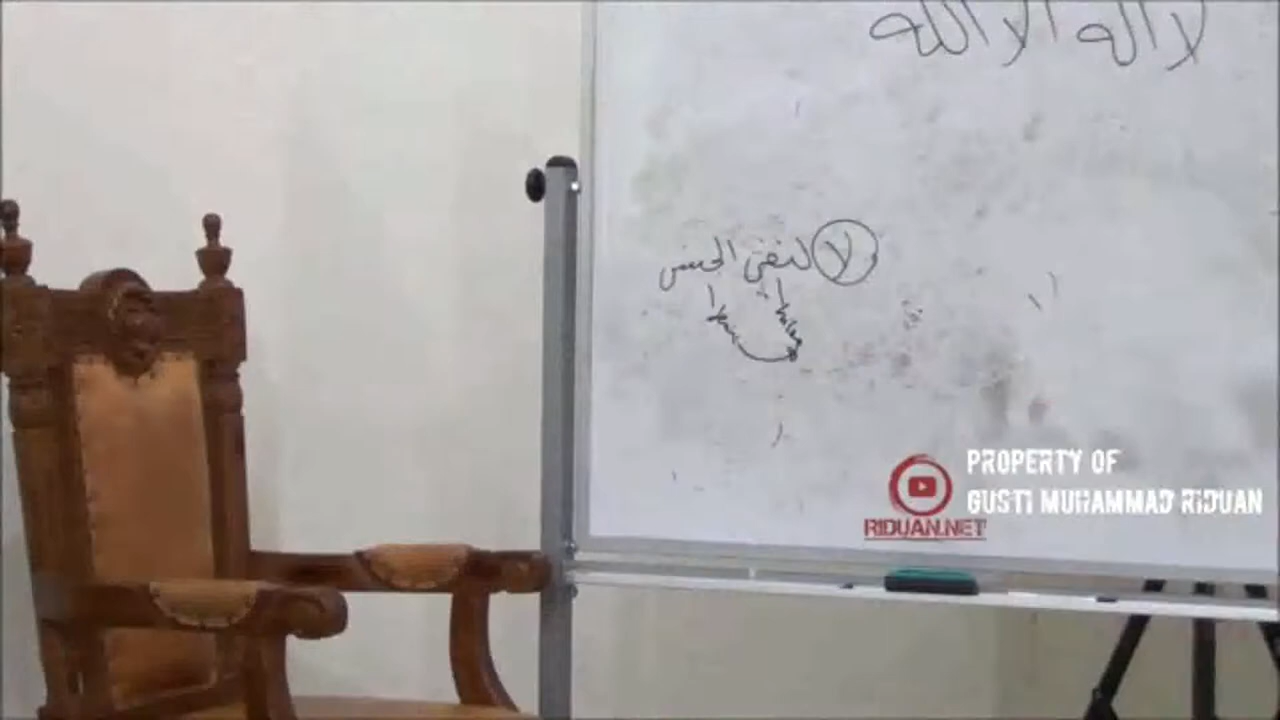 لا اله الا الله
لا لنفي الجنس
PROPERTY OF
GUSTI MUHAMMAD RIDUAN
RIDUAN.NET